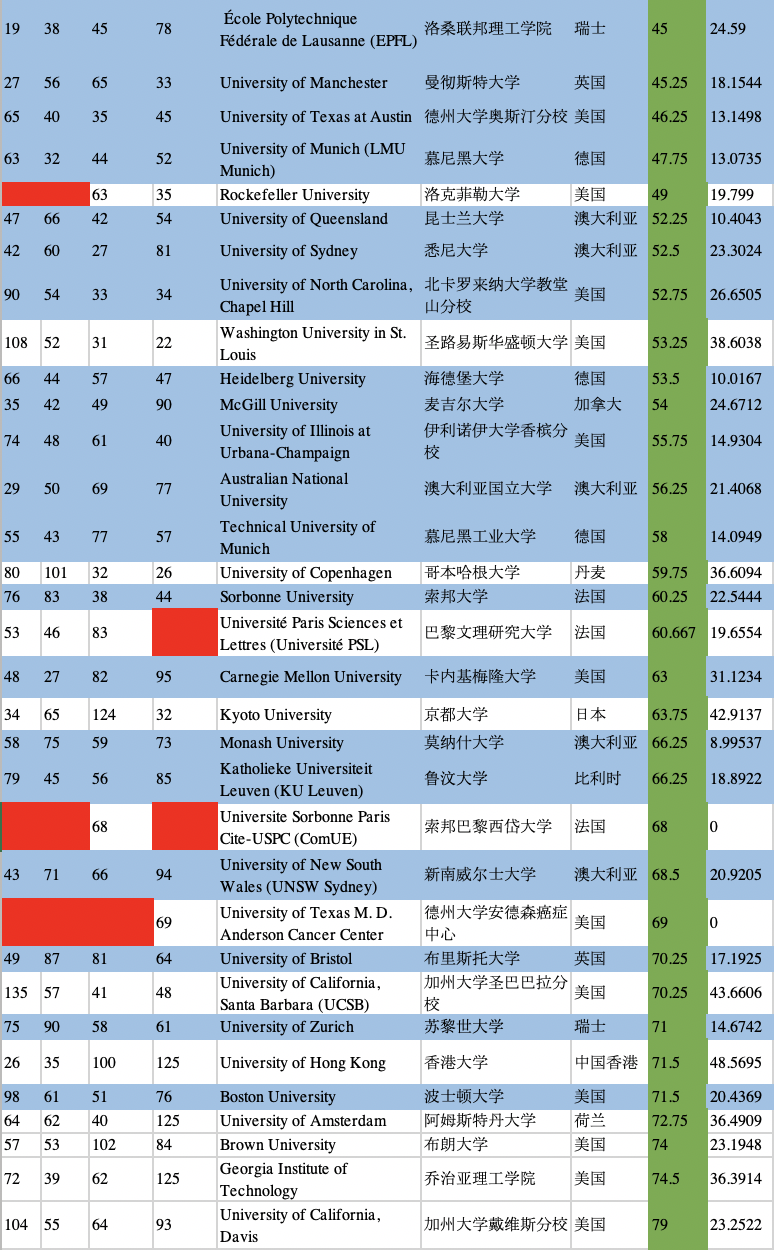 19 38 45 78 École Polytechnique Fédérale de Lausanne (EPFL) 洛桑联邦理工学院 瑞士 45 24.59
27 56 65 33 University of Manchester 曼彻斯特大学 英国 45.25 18.1544
65 40 35 45 University of Texas at Austin 德州大学奥斯汀分校 美国 46.25 13.1498
63 32 44 52 University of Munich (LMU Munich) 慕尼黑大学 德国 47.75 13.0735
63 35 Rockefeller University 洛克菲勒大学 美国 49 19.799
47 66 42 54 University of Queensland 昆士兰大学 澳大利亚 52.25 10.4043
42 60 27 81 University of Sydney 悉尼大学 澳大利亚 52.5 23.3024
90 54 33 34 University of North Carolina, Chapel Hill 北卡罗来纳大学教堂山分校 美国 52.75 26.6505
108 52 31 22 Washington University in St. Louis 圣路易斯华盛顿大学 美国 53.25 38.6038
66 44 57 47 Heidelberg University 海德堡大学 德国 53.5 10.0167
35 42 49 90 McGill University 麦吉尔大学 加拿大 54 24.6712
74 48 61 40 University of Illinois at Urbana-Champaign 伊利诺伊大学香槟分校 美国 55.75 14.9304
29 50 69 77 Australian National University 澳大利亚国立大学 澳大利亚 56.25 21.4068
55 43 77 57 Technical University of Munich 慕尼黑工业大学 德国 58 14.0949
80 101 32 26 University of Copenhagen 哥本哈根大学 丹麦 59.75 36.6094
76 83 38 44 Sorbonne University 索邦大学 法国 60.25 22.5444
53 46 83 Université Paris Sciences et Lettres (Université PSL) 巴黎文理研究大学 法国 60.667 19.6554
48 27 82 95 Carnegie Mellon University 卡内基梅隆大学 美国 63 31.1234
34 65 124 32 Kyoto University 京都大学 日本 63.75 42.9137
58 75 59 73 Monash University 莫纳什大学 澳大利亚 66.25 8.99537
79 45 56 85 Katholieke Universiteit Leuven (KU Leuven) 鲁汶大学 比利时 66.25 18.8922
68 Universite Sorbonne Paris Cite-USPC (ComUE) 索邦巴黎西岱大学 法国 68 0
43 71 66 94 University of New South Wales (UNSW Sydney) 新南威尔士大学 澳大利亚 68.5 20.9205
69 University of Texas M. D. Anderson Cancer Center 德州大学安德森癌症中心 美国 69 0
49 87 81 64 University of Bristol 布里斯托大学 英国 70.25 17.1925
135 57 41 48 University of California, Santa Barbara (UCSB) 加州大学圣巴巴拉分校 美国 70.25 43.6606
75 90 58 61 University of Zurich 苏黎世大学 瑞士 71 14.6742
26 35 100 125 University of Hong Kong 香港大学 中国香港 71.5 48.5695
98 61 51 76 Boston University 波士顿大学 美国 71.5 20.4369
64 62 40 125 University of Amsterdam 阿姆斯特丹大学 荷兰 72.75 36.4909
57 53 102 84 Brown University 布朗大学 美国 74 23.1948
72 39 62 125 Georgia Institute of Technology 乔治亚理工学院 美国 74.5 36.3914
104 55 64 93 University of California, Davis 加州大学戴维斯分校 美国 79 23.2522